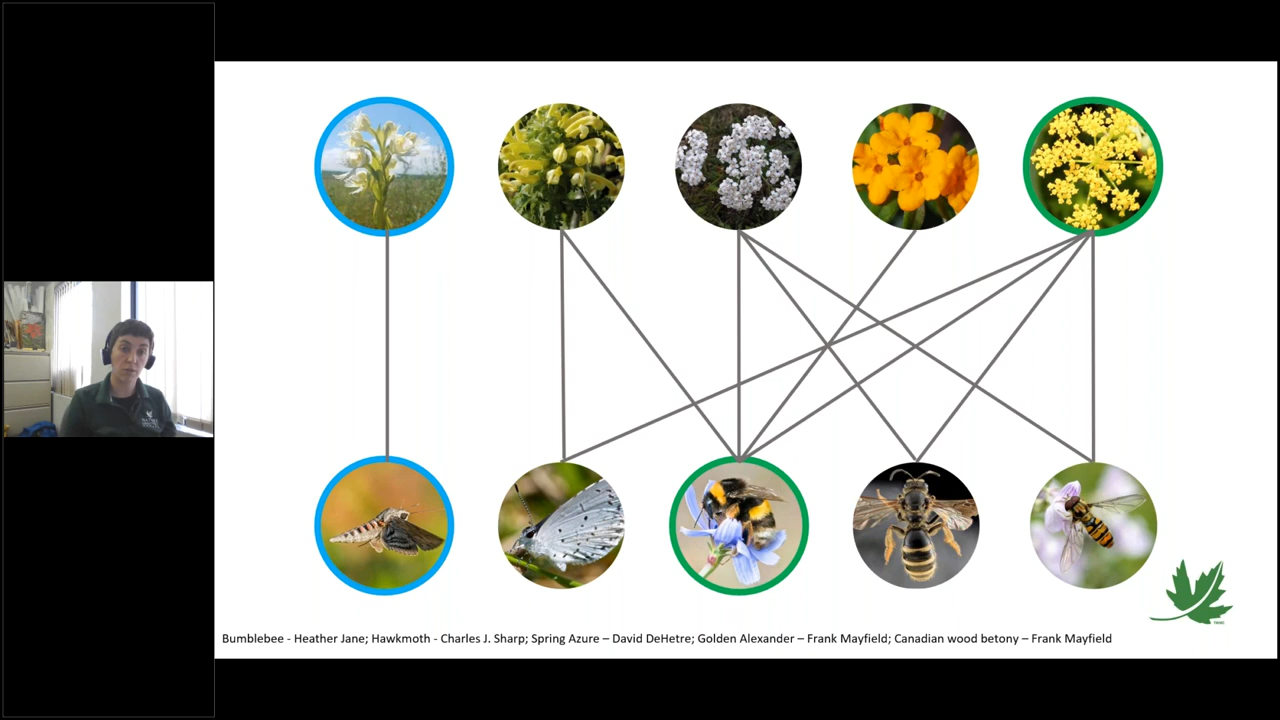 Bumblebee - Heather Jane; Hawkmoth - Charles J. Sharp; Spring Azure – David DeHetre; Golden Alexander – Frank Mayfield; Canadian wood betony – Frank Mayfield